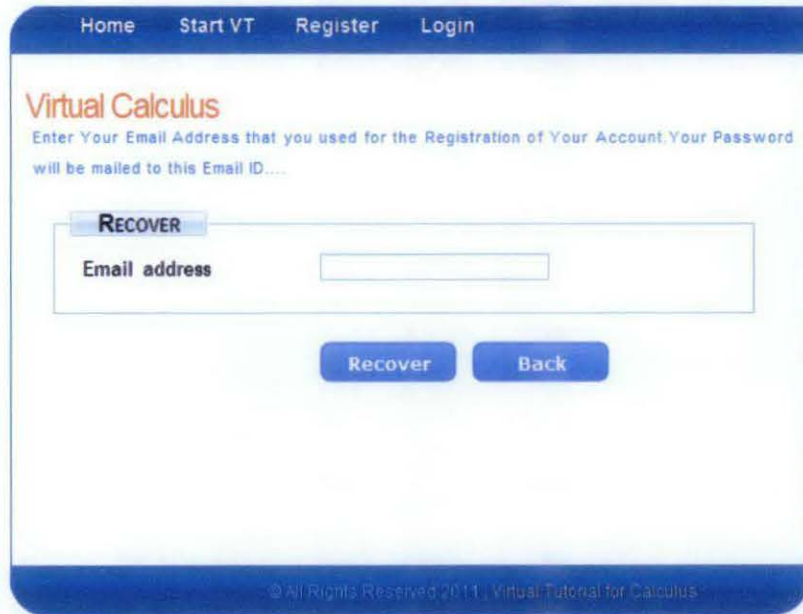 Home Start VT Register Login
Virtual Calculus
Enter Your Email Address that you used for the Registration of Your Account.Your Password
will be mailed to this Email ID....
RECOVER
Email address
Recover Back
© All Rights Reserved 2011 | Virtual Tutorial for Calculus